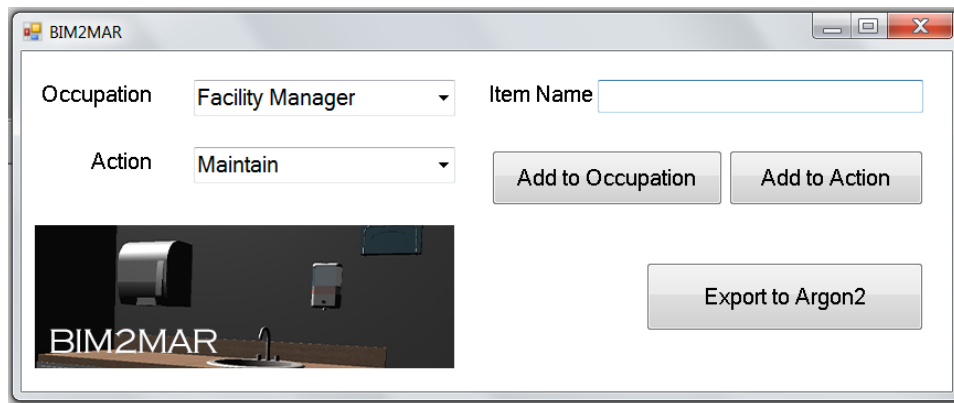 BIM2MAR
Occupation
Facility Manager
Item Name
Action
Maintain
Add to Occupation
Add to Action
Export to Argon2
BIM2MAR